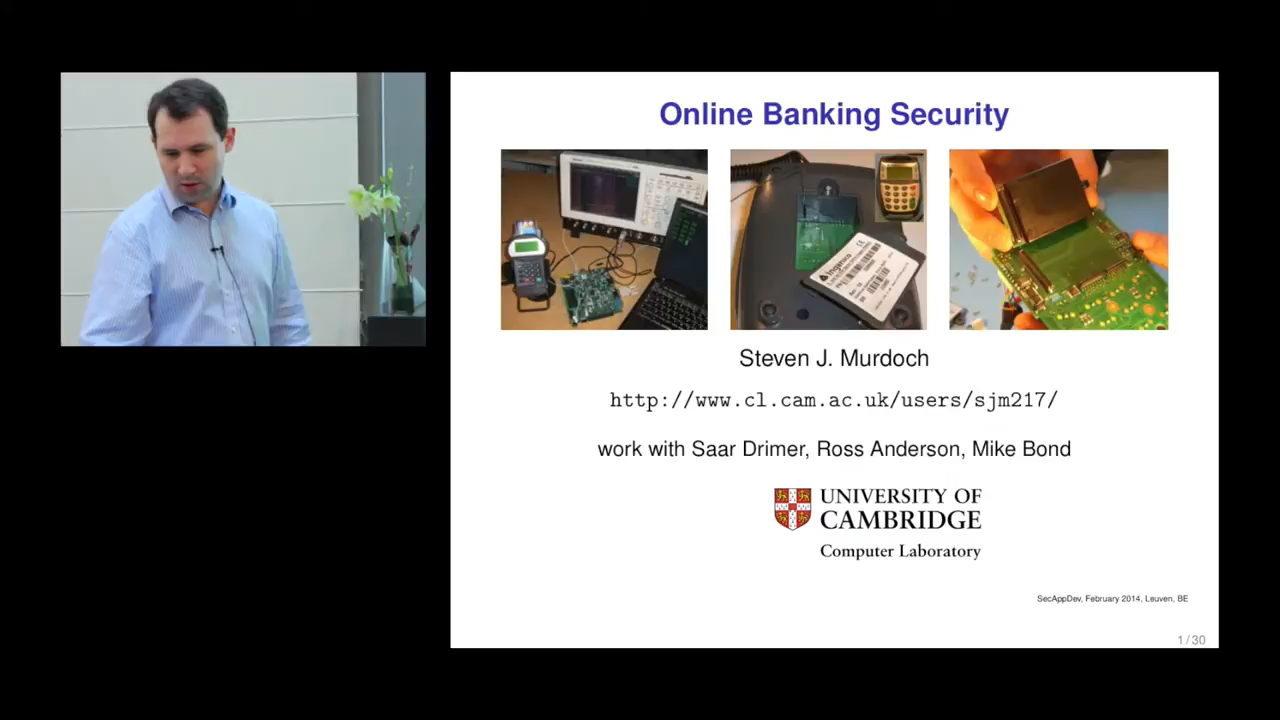 Online Banking Security
Steven J. Murdoch
http://www.cl.cam.ac.uk/users/sjm217/
work with Saar Drimer, Ross Anderson, Mike Bond
UNIVERSITY OF
CAMBRIDGE
Computer Laboratory
SecAppDev, February 2014, Leuven, BE
1 / 30